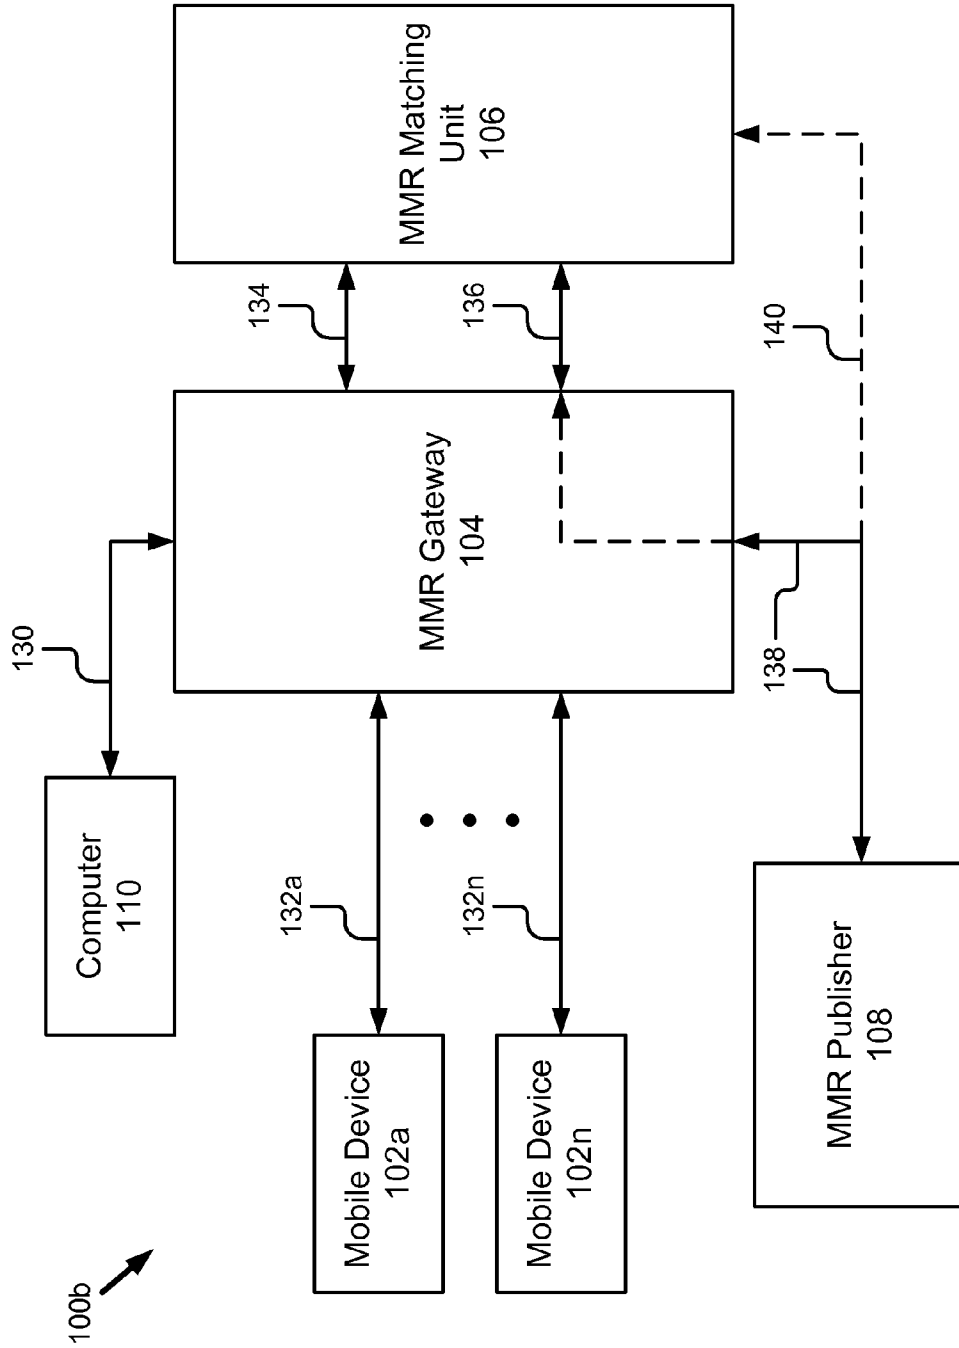 100b
Computer
110
130
Mobile Device
102a
132a
Mobile Device
102n
132n
MMR Gateway
104
134
136
MMR Matching
Unit
106
MMR Publisher
108
138
140